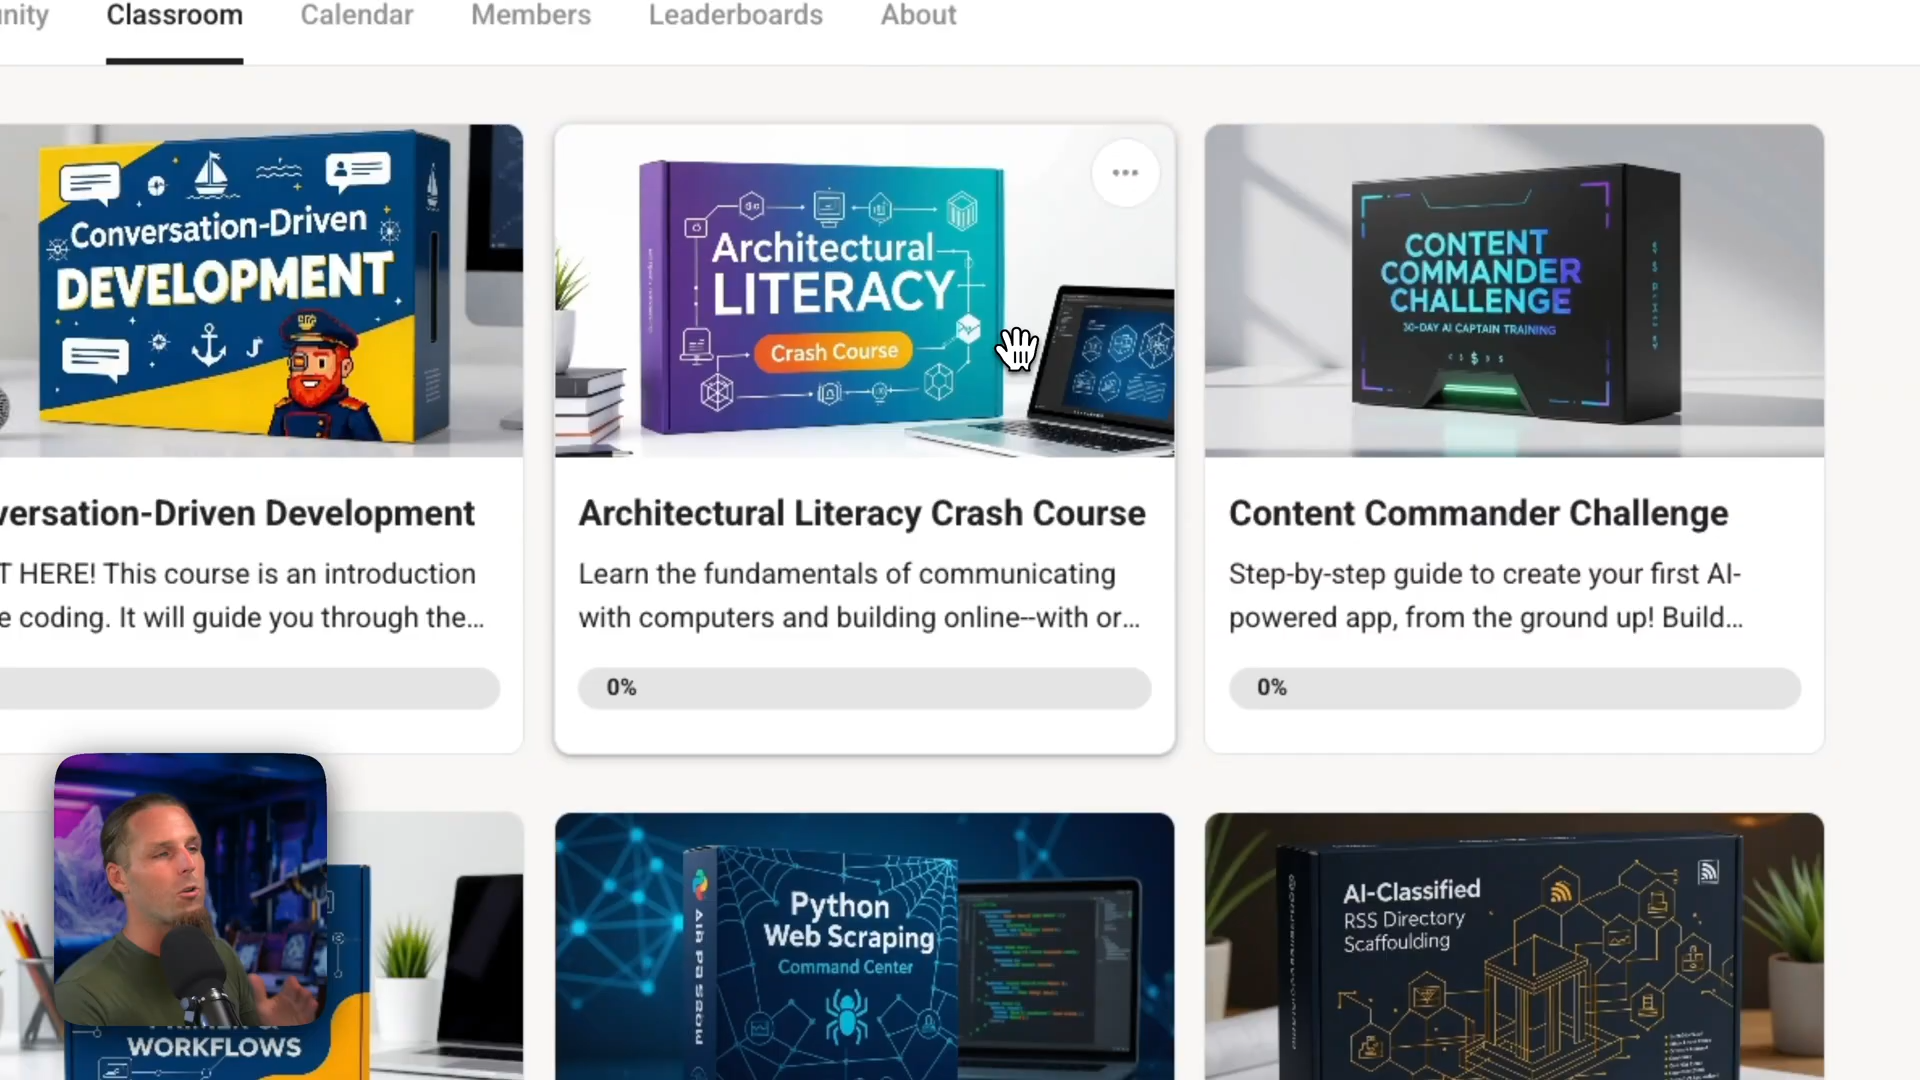 nity
Classroom
Calendar
Members
Leaderboards
About
Conversation-Driven
DEVELOPMENT
Architectural
LITERACY
Crash Course
CONTENT
COMMANDER
CHALLENGE
30-DAY AI CAPTAIN TRAINING
versation-Driven Development
T HERE! This course is an introduction
e coding. It will guide you through the...
0%
Architectural Literacy Crash Course
Learn the fundamentals of communicating
with computers and building online--with or...
0%
Content Commander Challenge
Step-by-step guide to create your first AI-
powered app, from the ground up! Build...
WORKFLOWS
Python
Web Scraping
Command Center
AI-Classified
RSS Directory
Scaffoulding